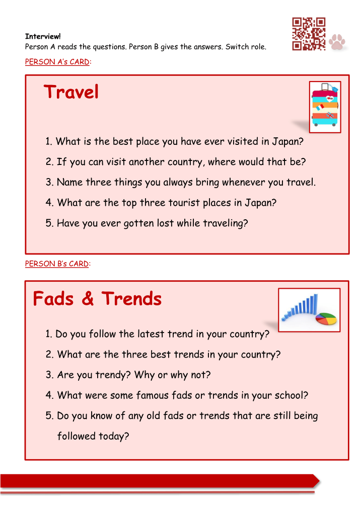 Interview!
Person A reads the questions. Person B gives the answers. Switch role.
PERSON A's CARD:
Travel
1. What is the best place you have ever visited in Japan?
2. If you can visit another country, where would that be?
3. Name three things you always bring whenever you travel.
4. What are the top three tourist places in Japan?
5. Have you ever gotten lost while traveling?
PERSON B's CARD:
Fads & Trends
1. Do you follow the latest trend in your country?
2. What are the three best trends in your country?
3. Are you trendy? Why or why not?
4. What were some famous fads or trends in your school?
5. Do you know of any old fads or trends that are still being
followed today?